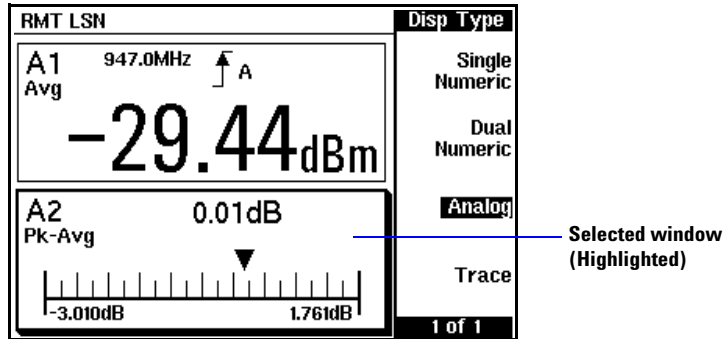 RMT LSN
Disp Type
A1 947.0MHz A
Avg
-29.44dBm
Single
Numeric
Dual
Numeric
Analog
Trace
1 of 1
A2 0.01dB
Pk-Avg
-3.010dB 1.761dB
Selected window
(Highlighted)